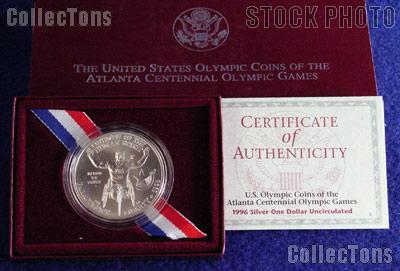 CollecTons
STOCK PHOTO
THE UNITED STATES OLYMPIC COINS OF THE
ATLANTA CENTENNIAL OLYMPIC GAMES
CERTIFICATE
of
AUTHENTICITY
U.S. Olympic Coins of the
Atlanta Centennial Olympic Games
1996 Silver One Dollar Uncirculated
CollecTons